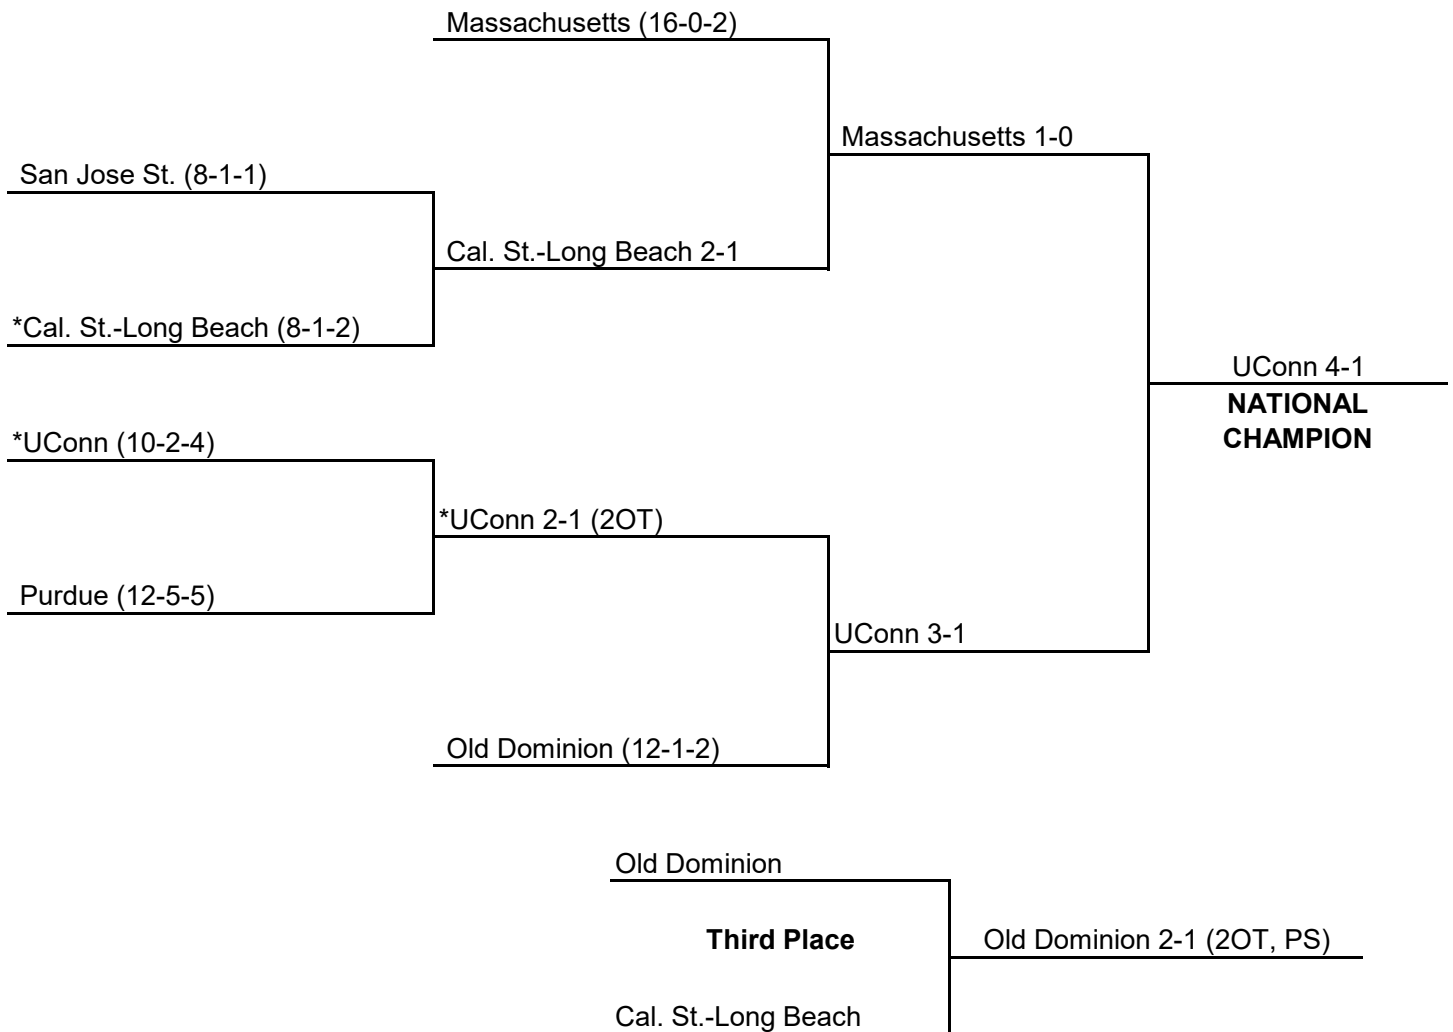 Massachusetts (16-0-2)
Massachusetts 1-0
San Jose St. (8-1-1)
Cal. St.-Long Beach 2-1
*Cal. St.-Long Beach (8-1-2)
UConn 4-1
NATIONAL
CHAMPION
*UConn (10-2-4)
*UConn 2-1 (2OT)
Purdue (12-5-5)
UConn 3-1
Old Dominion (12-1-2)
Old Dominion
Third Place
Old Dominion 2-1 (2OT, PS)
Cal. St.-Long Beach